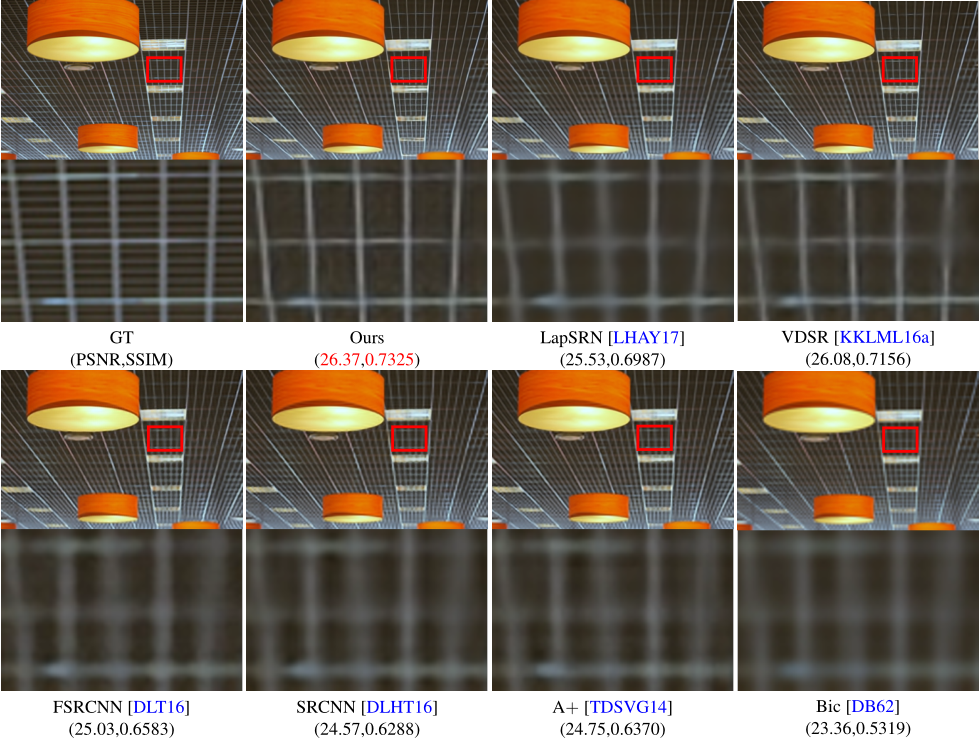 GT
(PSNR,SSIM)
Ours
(26.37,0.7325)
LapSRN [LHAY17]
(25.53,0.6987)
VDSR [KKLML16a]
(26.08,0.7156)
FSRCNN [DLT16]
(25.03,0.6583)
SRCNN [DLHT16]
(24.57,0.6288)
A+ [TDSVG14]
(24.75,0.6370)
Bic [DB62]
(23.36,0.5319)